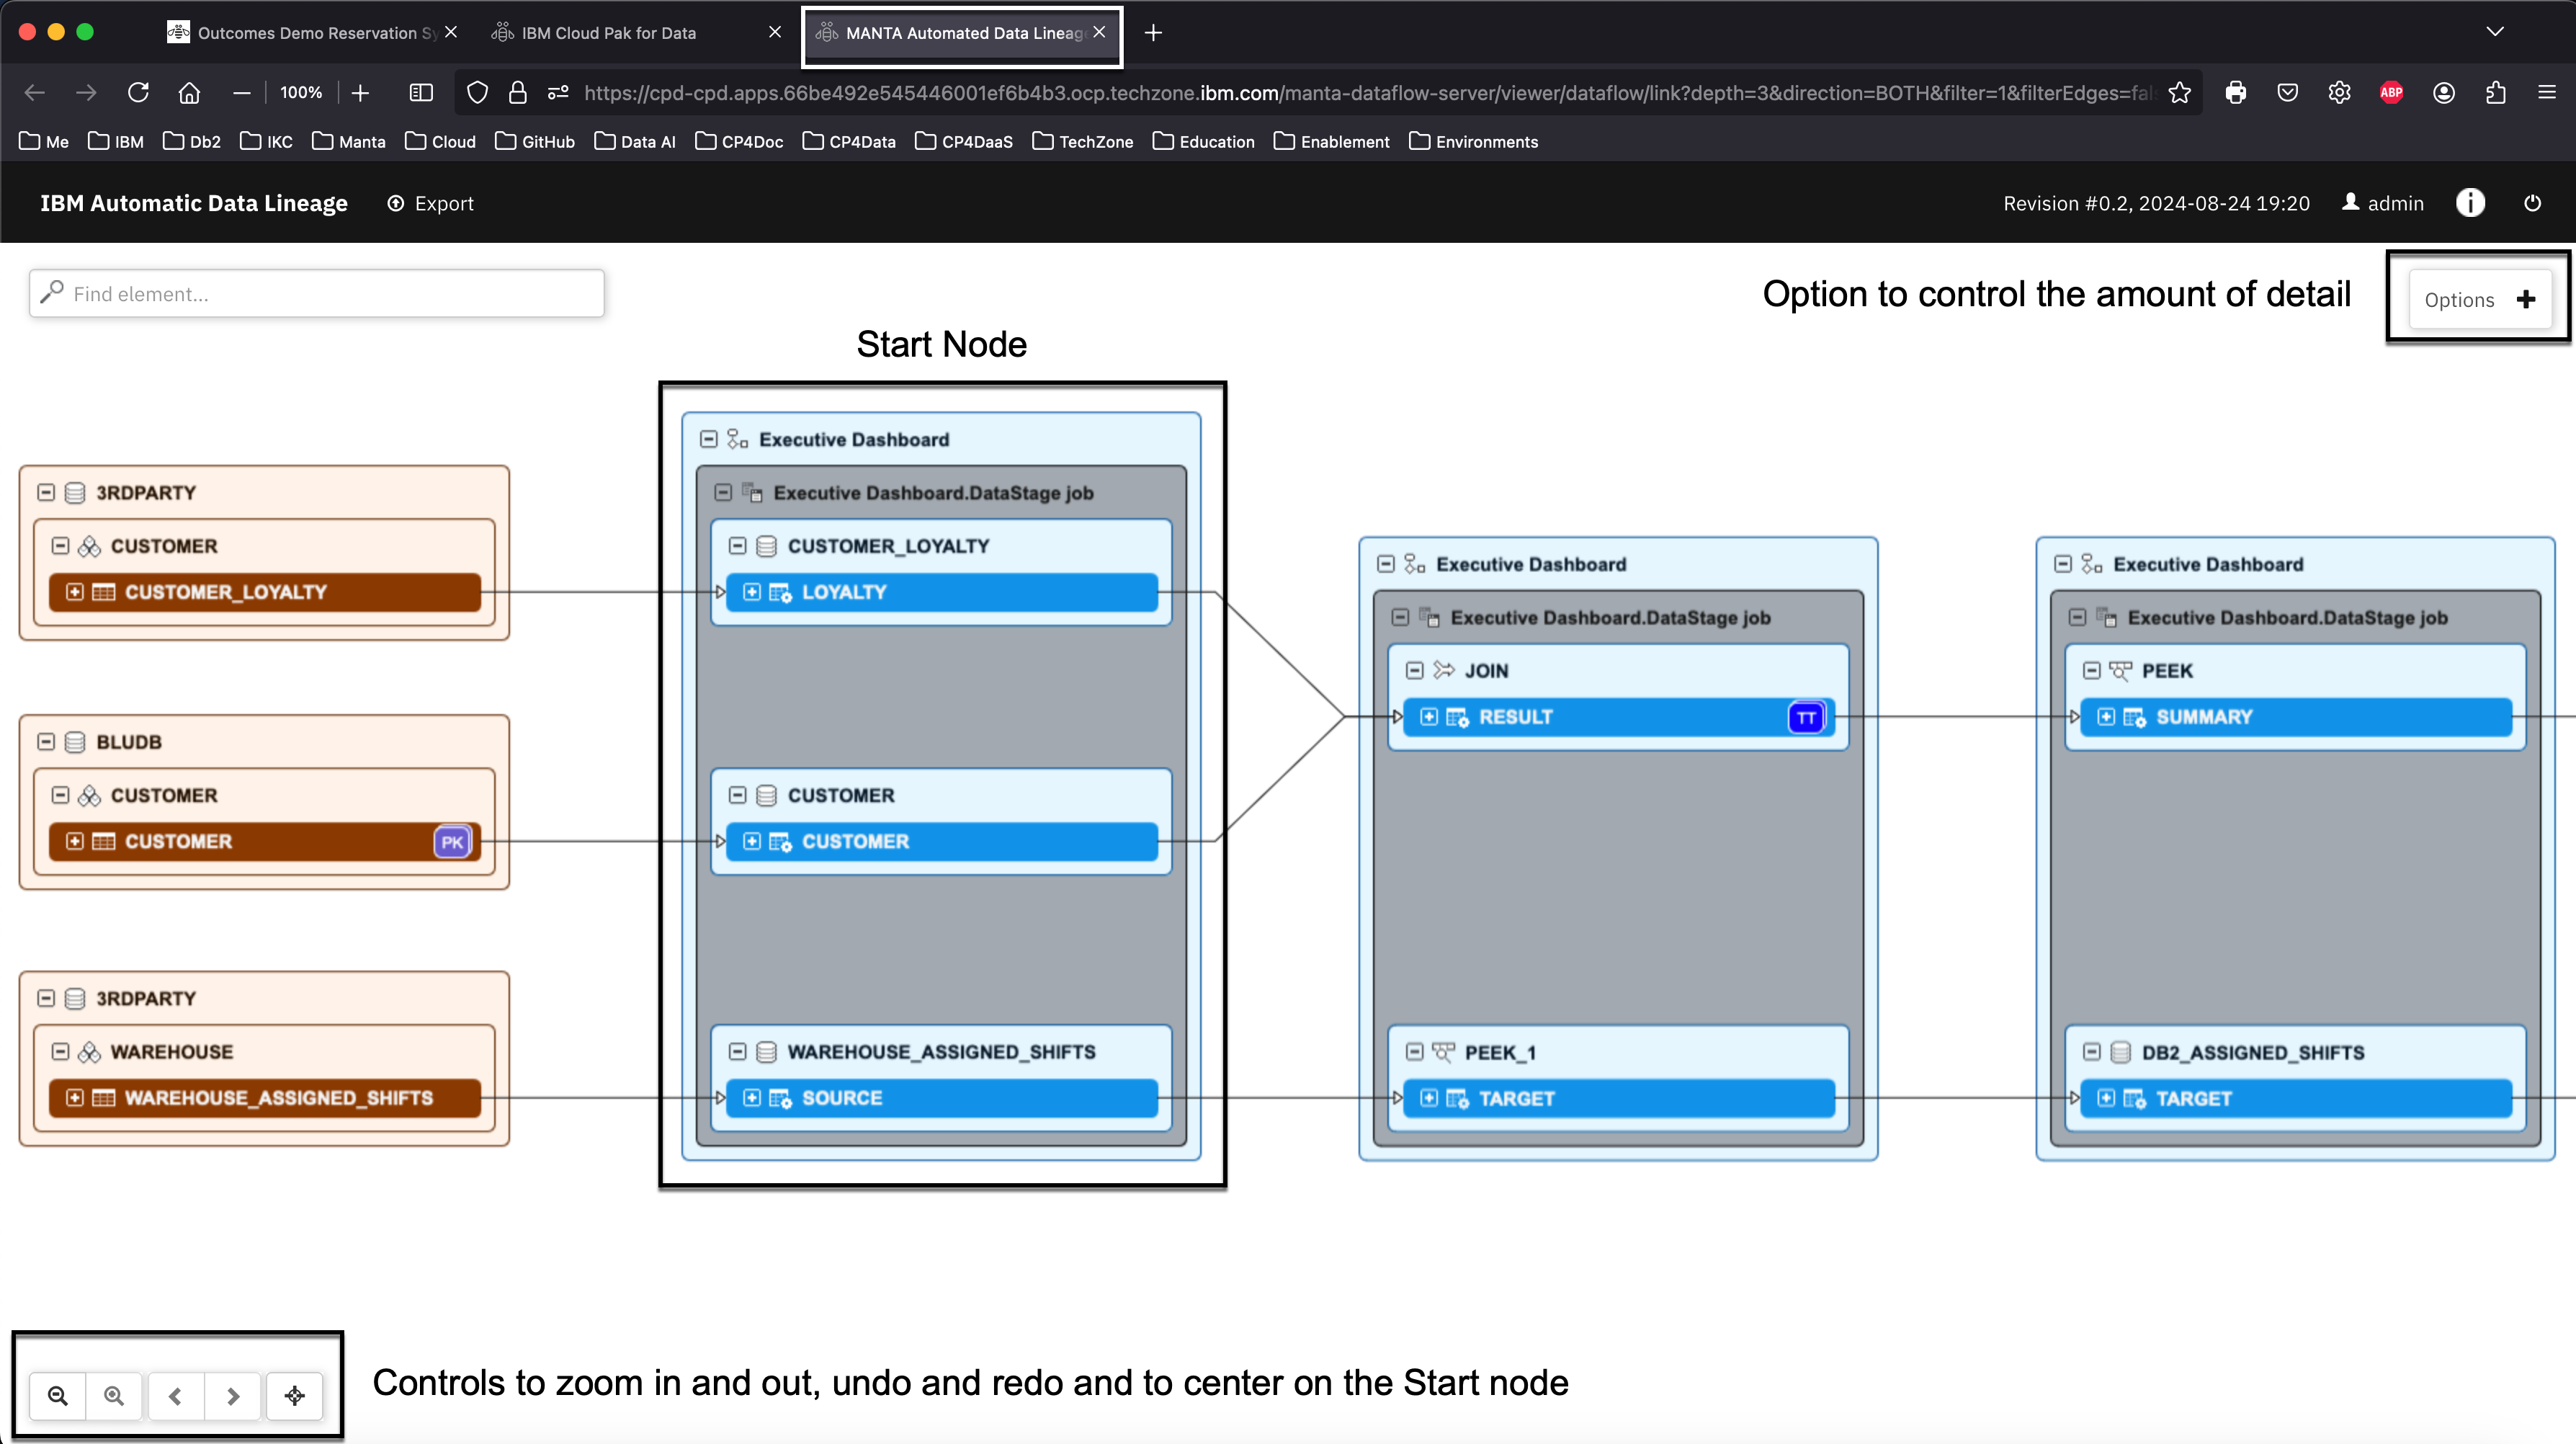 Outcomes Demo Reservation Sy
IBM Cloud Pak for Data
MANTA Automated Data Lineage
100%
https://cpd-cpd.apps.66be492e545446001ef6b4b3.ocp.techzone.ibm.com/manta-dataflow-server/viewer/dataflow/link?depth=3&direction=BOTH&filter=1&filterEdges=fal
ABP
Me IBM Db2 IKC Manta Cloud GitHub Data AI CP4Doc CP4Data CP4DaaS TechZone Education Enablement Environments
IBM Automatic Data Lineage Export Revision #0.2, 2024-08-24 19:20 admin
Find element...
Option to control the amount of detail
Options
Start Node
3RDPARTY
CUSTOMER
CUSTOMER_LOYALTY
BLUDB
CUSTOMER
CUSTOMER PK
3RDPARTY
WAREHOUSE
WAREHOUSE_ASSIGNED_SHIFTS
Executive Dashboard
Executive Dashboard.DataStage job
CUSTOMER_LOYALTY
LOYALTY
CUSTOMER
CUSTOMER
WAREHOUSE_ASSIGNED_SHIFTS
SOURCE
Executive Dashboard
Executive Dashboard.DataStage job
JOIN
RESULT TT
PEEK_1
TARGET
Executive Dashboard
Executive Dashboard.DataStage job
PEEK
SUMMARY
DB2_ASSIGNED_SHIFTS
TARGET
Controls to zoom in and out, undo and redo and to center on the Start node